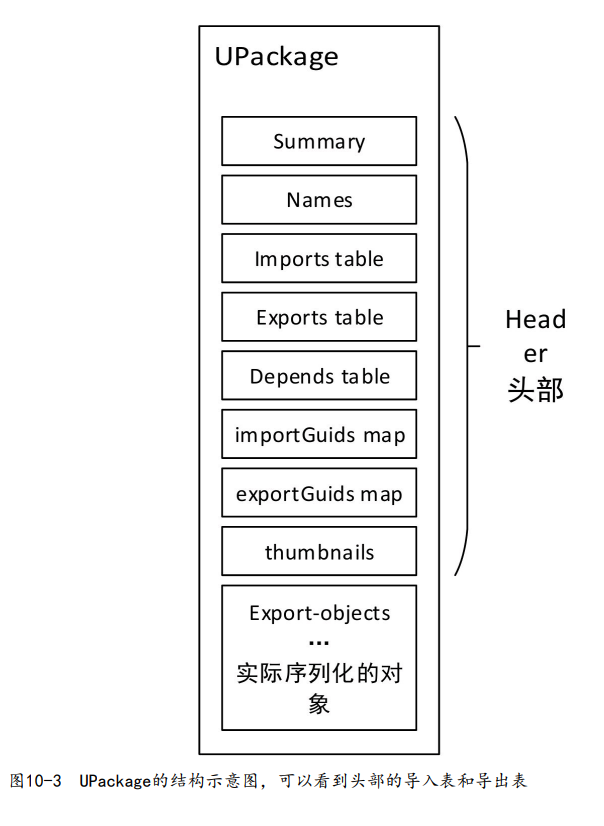 UPackage
Summary
Names
Imports table
Exports table
Depends table
importGuids map
exportGuids map
thumbnails
Head
er
头部
Export-objects
...
实际序列化的对
象
图10-3 UPackage的结构示意图，可以看到头部的导入表和导出表